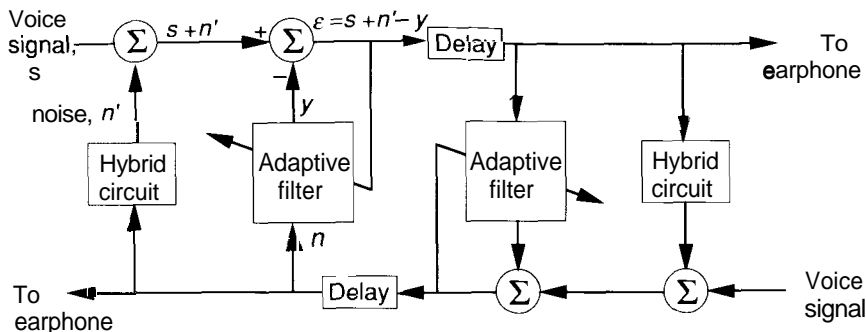 Voice
signal,
s
Σ
s + n'
+
Σ
ε = s + n' – y
Delay
To
earphone
–
noise, n'
y
Hybrid
circuit
Adaptive
filter
Adaptive
filter
Hybrid
circuit
n
To
earphone
Delay
Σ
Σ
Voice
signal